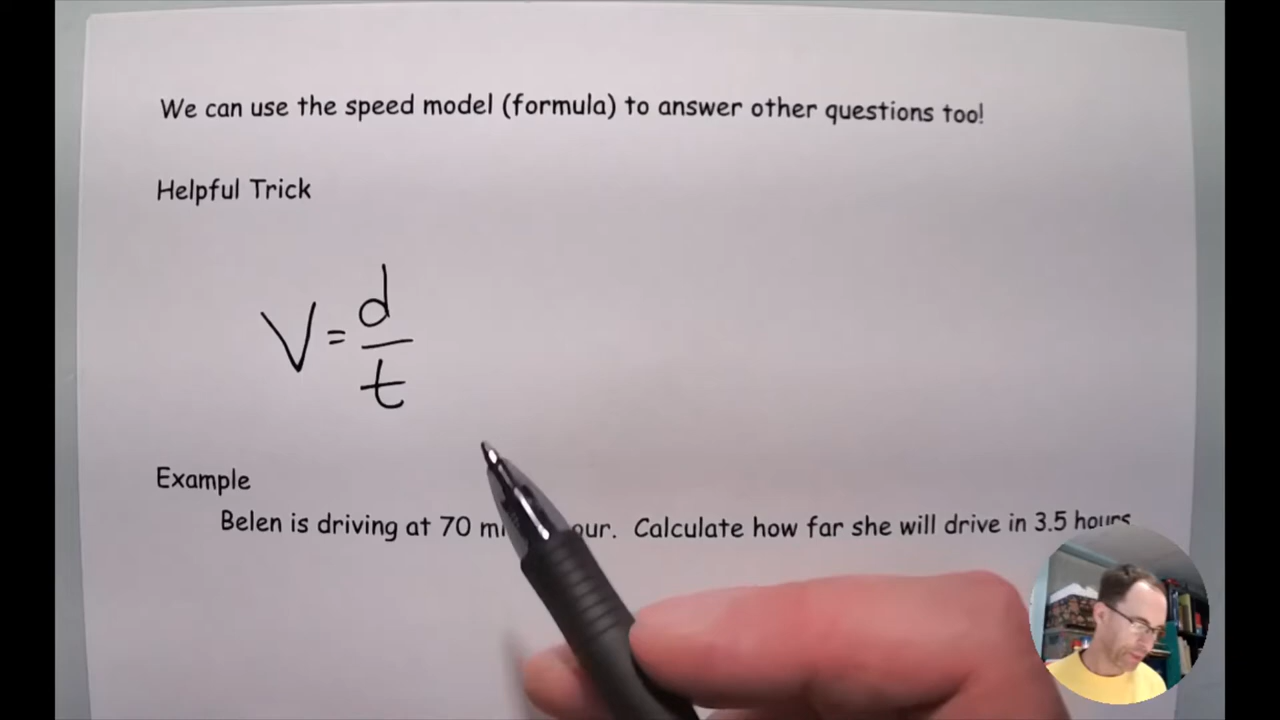 We can use the speed model (formula) to answer other questions too!
Helpful Trick
V = d/t
Example
Belen is driving at 70 mi our. Calculate how far she will drive in 3.5 hours